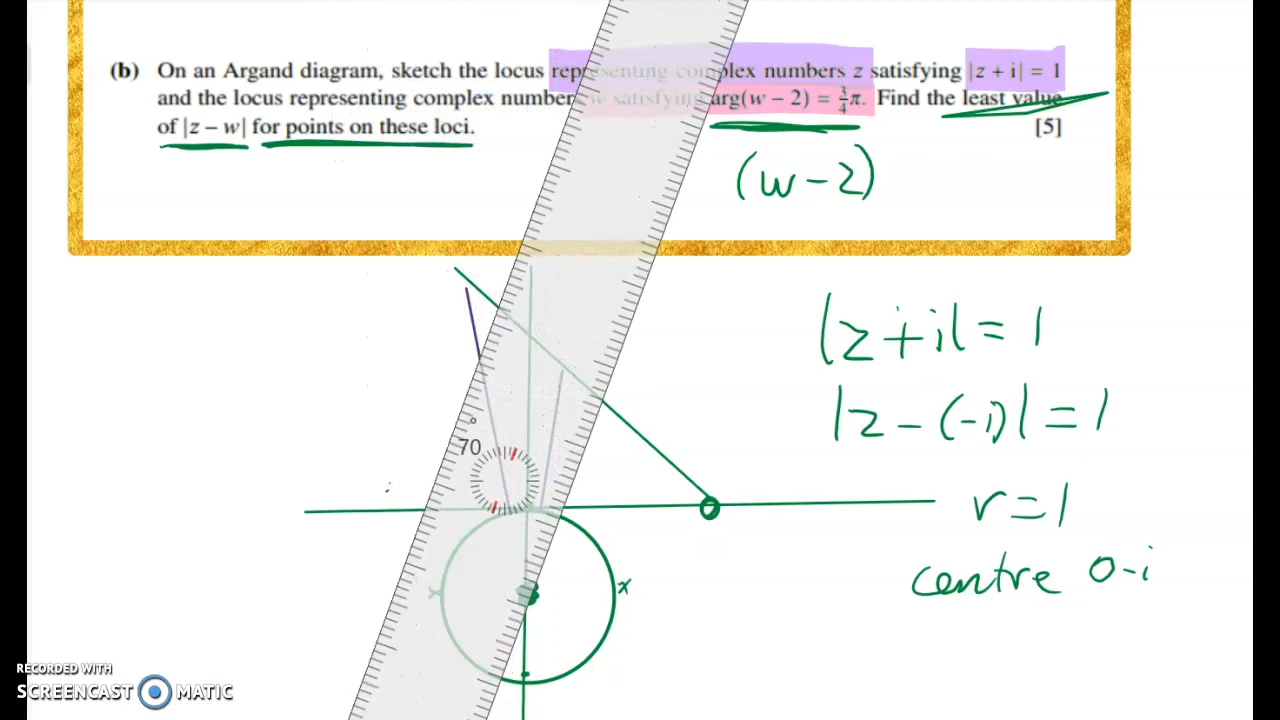 (b) On an Argand diagram, sketch the locus representing complex numbers z satisfying |z + i| = 1
and the locus representing complex numbers w satisfying arg(w − 2) = 3/4π. Find the least value
of |z − w| for points on these loci. [5]
(w − 2)
|z + i| = 1
|z − (−i)| = 1
70°
r = 1
centre 0-i
x x
RECORDED WITH
SCREENCAST MATIC